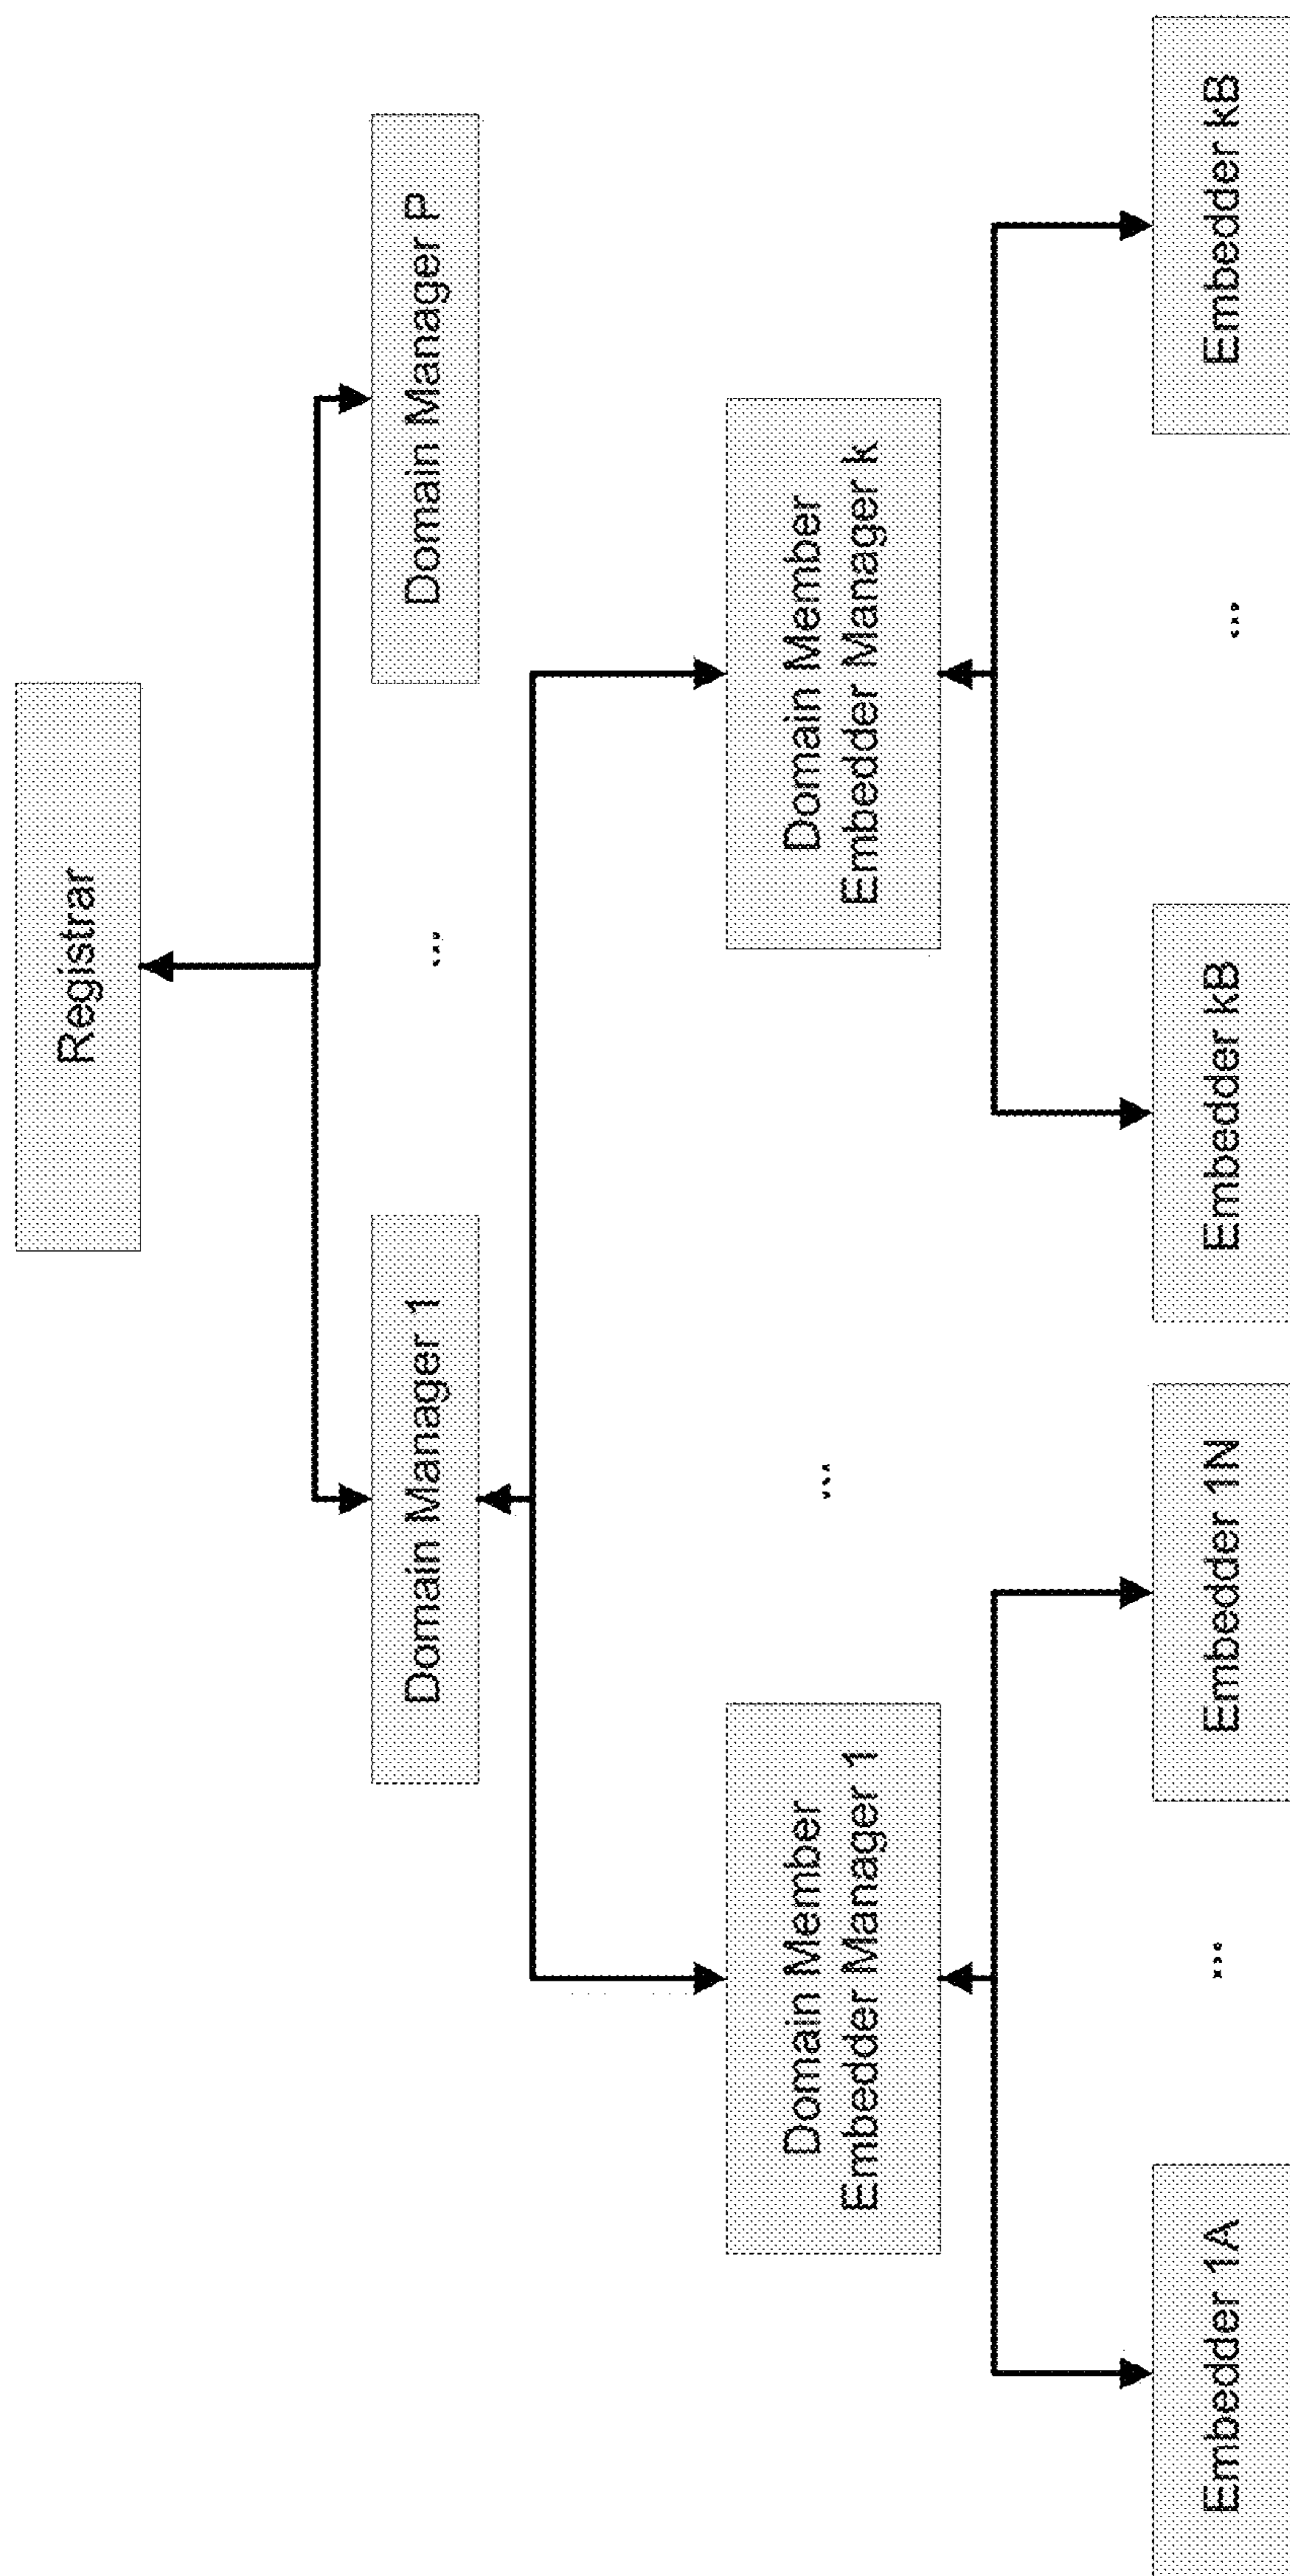 Registrar
Domain Manager 1
...
Domain Manager P
Domain Member
Embedder Manager 1
...
Domain Member
Embedder Manager k
Embedder 1A
...
Embedder 1N
Embedder kB
...
Embedder kB